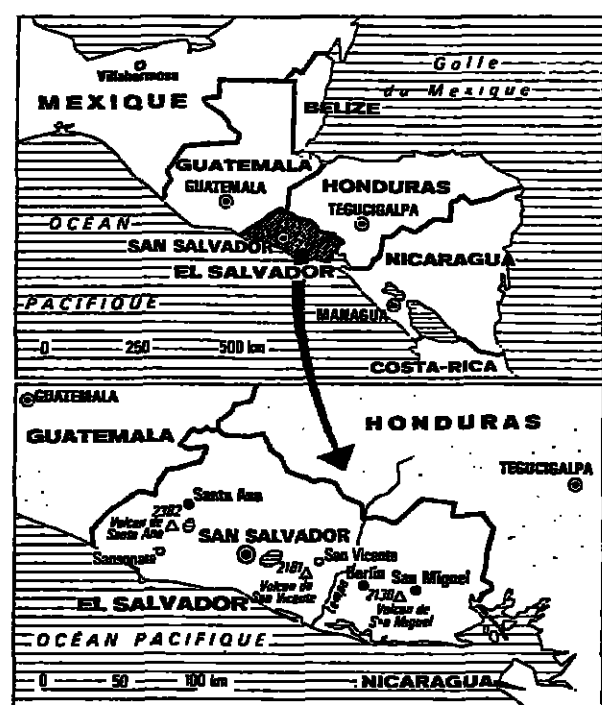 Golfe
du Mexique
Villahermosa
MEXIQUE
BELIZE
GUATEMALA
GUATEMALA
HONDURAS
TEGUCIGALPA
OCÉAN
SAN SALVADOR
NICARAGUA
EL SALVADOR
PACIFIQUE
MANAGUA
0 250 500 km
COSTA-RICA
GUATEMALA
GUATEMALA
HONDURAS
TEGUCIGALPA
Santa Ana
2382
Volcan de
Santa Ana
SAN SALVADOR
Sansonate
San Vicente
2181
Volcan de
San Vicente
Berlin
San Miguel
Lempa
2130
Volcan de
San Miguel
EL SALVADOR
OCÉAN PACIFIQUE
0 50 100 km
NICARAGUA